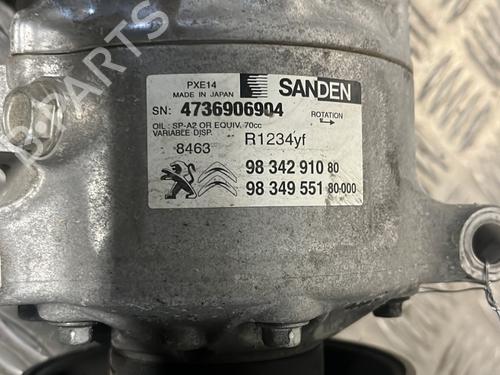 B-PARTS
PXE14
MADE IN JAPAN
SANDEN
SN: 4736906904
OIL : SP-A2 OR EQUIV. 70cc
VARIABLE DISP.
ROTATION
8463
R1234yf
98 342 910 80
98 349 551 80-000